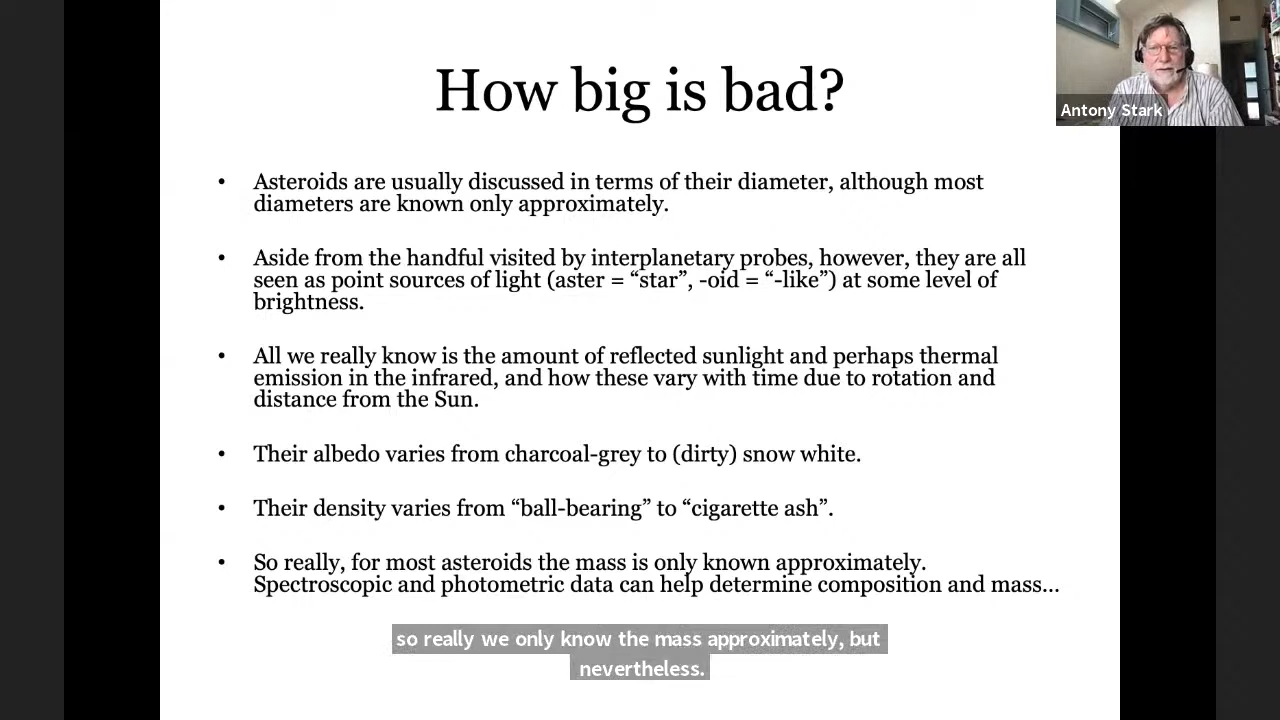 How big is bad?
Antony Stark
• Asteroids are usually discussed in terms of their diameter, although most
diameters are known only approximately.
• Aside from the handful visited by interplanetary probes, however, they are all
seen as point sources of light (aster = “star”, -oid = “-like”) at some level of
brightness.
• All we really know is the amount of reflected sunlight and perhaps thermal
emission in the infrared, and how these vary with time due to rotation and
distance from the Sun.
• Their albedo varies from charcoal-grey to (dirty) snow white.
• Their density varies from “ball-bearing” to “cigarette ash”.
• So really, for most asteroids the mass is only known approximately.
Spectroscopic and photometric data can help determine composition and mass...
so really we only know the mass approximately, but
nevertheless.